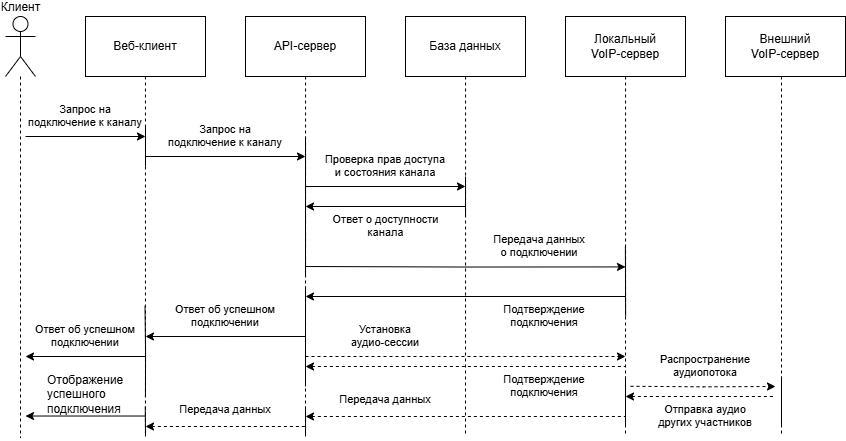 Клиент
Веб-клиент
API-сервер
База данных
Локальный
VoIP-сервер
Внешний
VoIP-сервер
Запрос на
подключение к каналу
Запрос на
подключение к каналу
Проверка прав доступа
и состояния канала
Ответ о доступности
канала
Передача данных
о подключении
Подтверждение
подключения
Ответ об успешном
подключении
Ответ об успешном
подключении
Установка
аудио-сессии
Распространение
аудиопотока
Подтверждение
подключения
Отображение
успешного
подключения
Передача данных
Передача данных
Отправка аудио
других участников